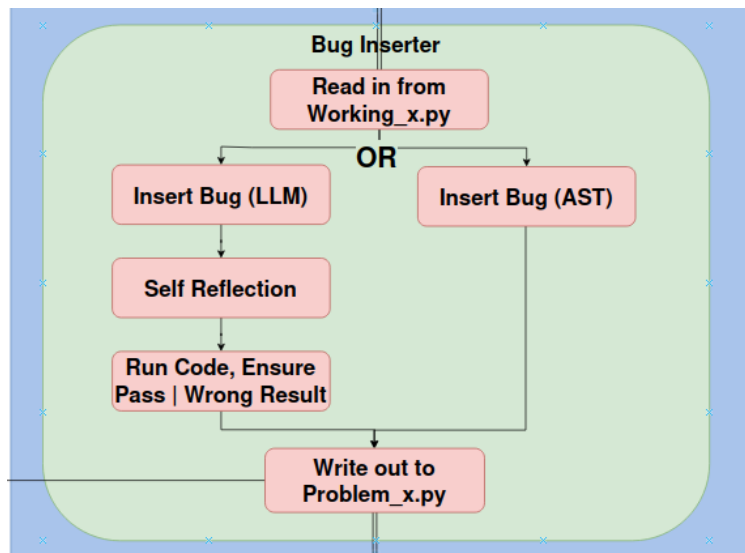 Bug Inserter
Read in from
Working_x.py
OR
Insert Bug (LLM)
Insert Bug (AST)
Self Reflection
Run Code, Ensure
Pass | Wrong Result
Write out to
Problem_x.py